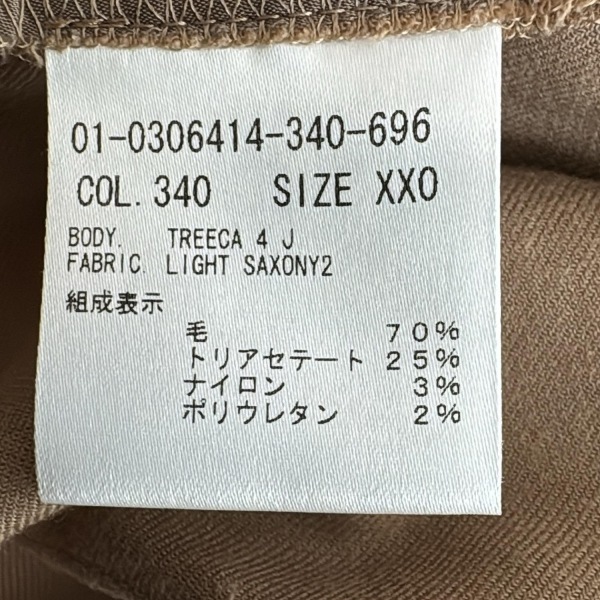 01-0306414-340-696
COL. 340 SIZE XXO
BODY. TREECA 4 J
FABRIC. LIGHT SAXONY2
組成表示
毛 70%
トリアセテート 25%
ナイロン 3%
ポリウレタン 2%